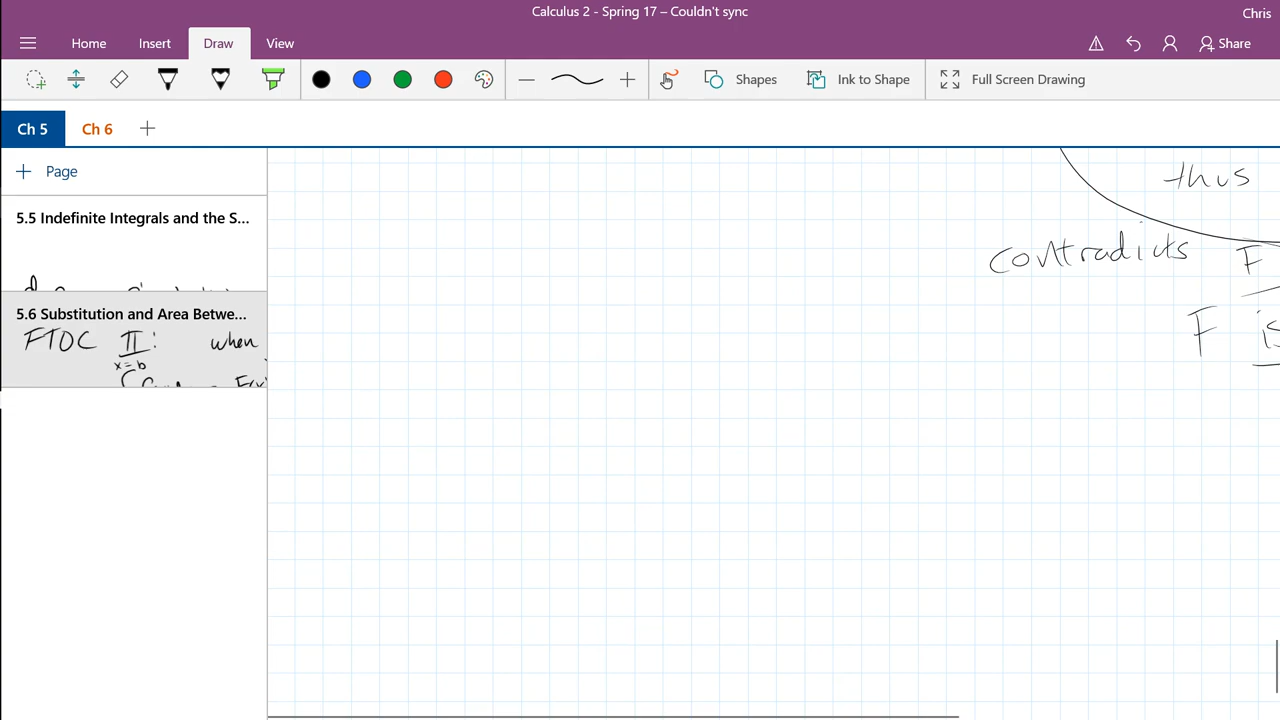 Calculus 2 - Spring 17 – Couldn't sync
Chris
Home Insert Draw View Share
Shapes Ink to Shape Full Screen Drawing
Ch 5 Ch 6
Page
5.5 Indefinite Integrals and the S...
5.6 Substitution and Area Betwe...
FTOC II: when
x=b
thus
contradicts F
F is